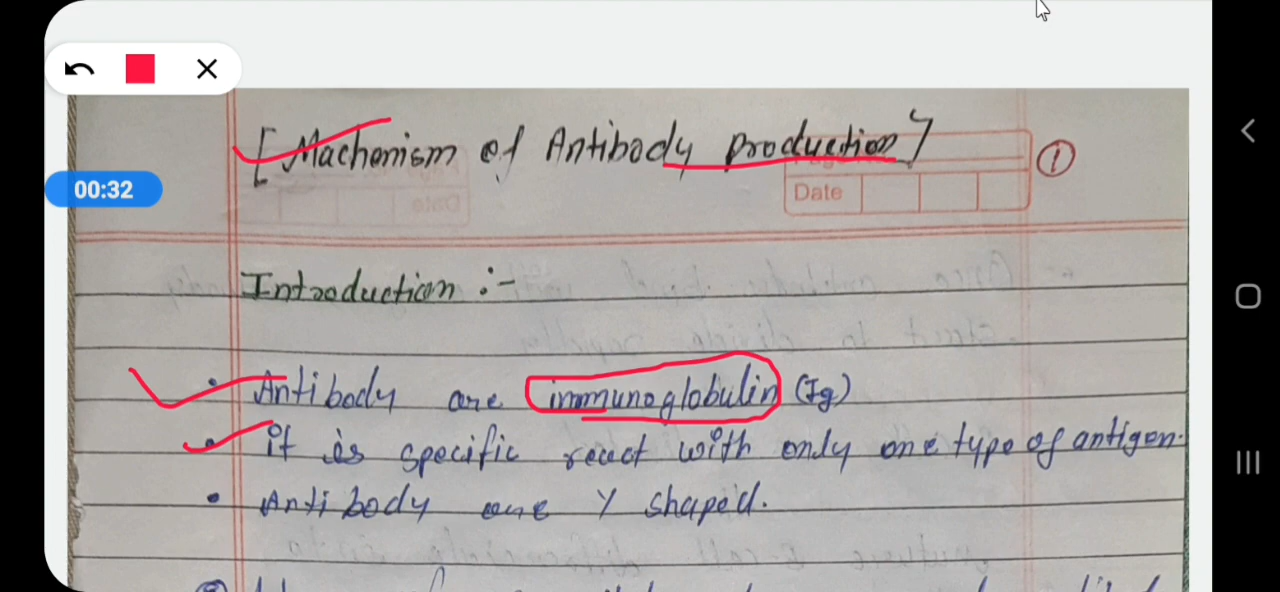 [Machenism of Antibody production]
1
Date
00:32
Introduction :-
• Antibody are immunoglobulin (Ig)
• it is specific react with only one type of antigen.
• Antibody are Y shaped.